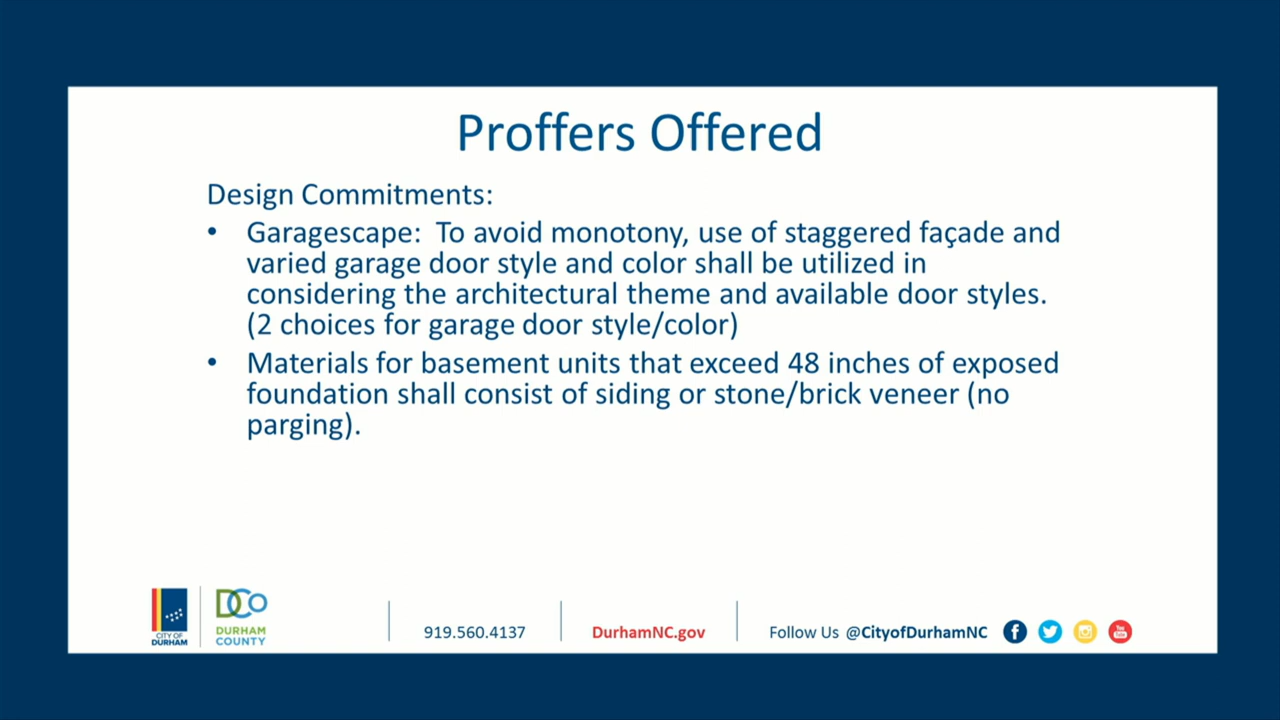 Proffers Offered
Design Commitments:
• Garagescape: To avoid monotony, use of staggered façade and
varied garage door style and color shall be utilized in
considering the architectural theme and available door styles.
(2 choices for garage door style/color)
• Materials for basement units that exceed 48 inches of exposed
foundation shall consist of siding or stone/brick veneer (no
parging).
CITY OF
DURHAM
DCo
DURHAM
COUNTY
919.560.4137
DurhamNC.gov
Follow Us @CityofDurhamNC
You
Tube